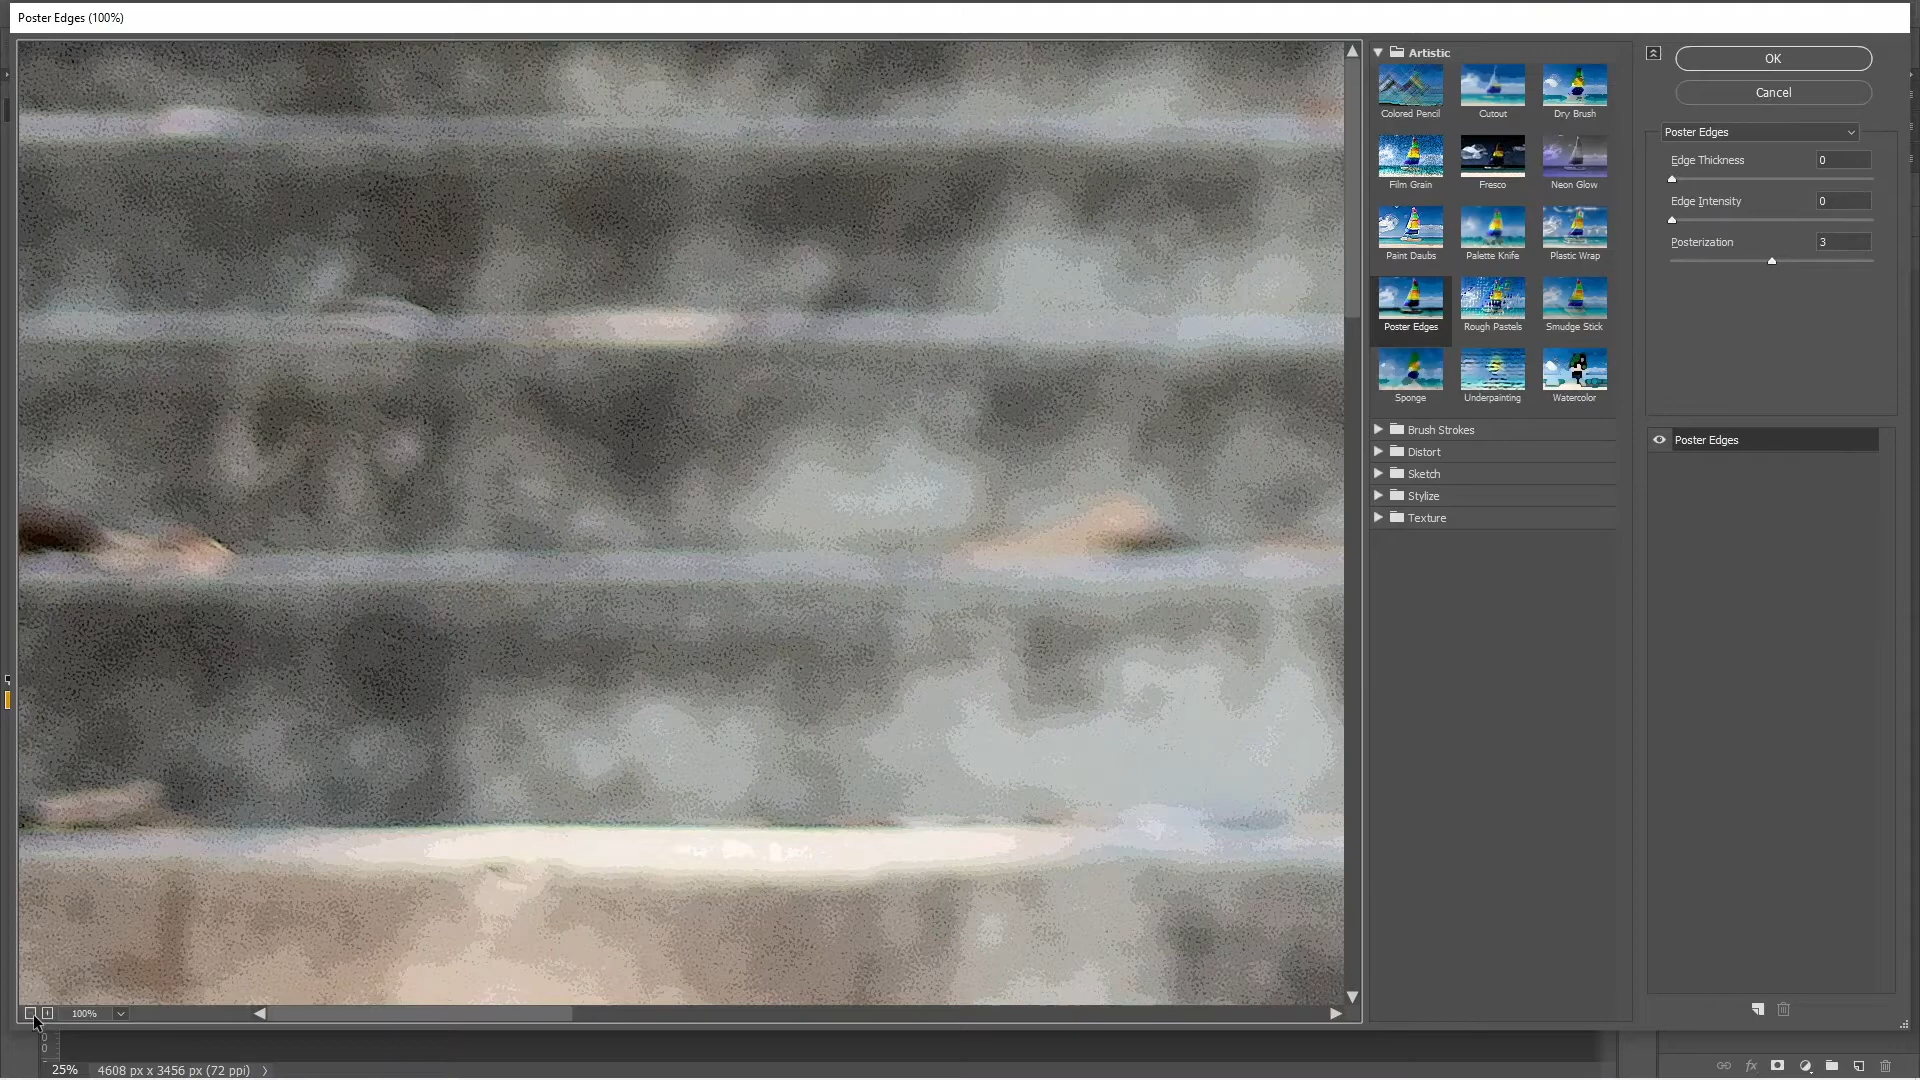 Poster Edges (100%)
Artistic
Colored Pencil
Cutout
Dry Brush
Film Grain
Fresco
Neon Glow
Paint Daubs
Palette Knife
Plastic Wrap
Poster Edges
Rough Pastels
Smudge Stick
Sponge
Underpainting
Watercolor
Brush Strokes
Distort
Sketch
Stylize
Texture
OK
Cancel
Poster Edges
Edge Thickness 0
Edge Intensity 0
Posterization 3
Poster Edges
100%
0
0
25% 4608 px x 3456 px (72 ppi)
fx